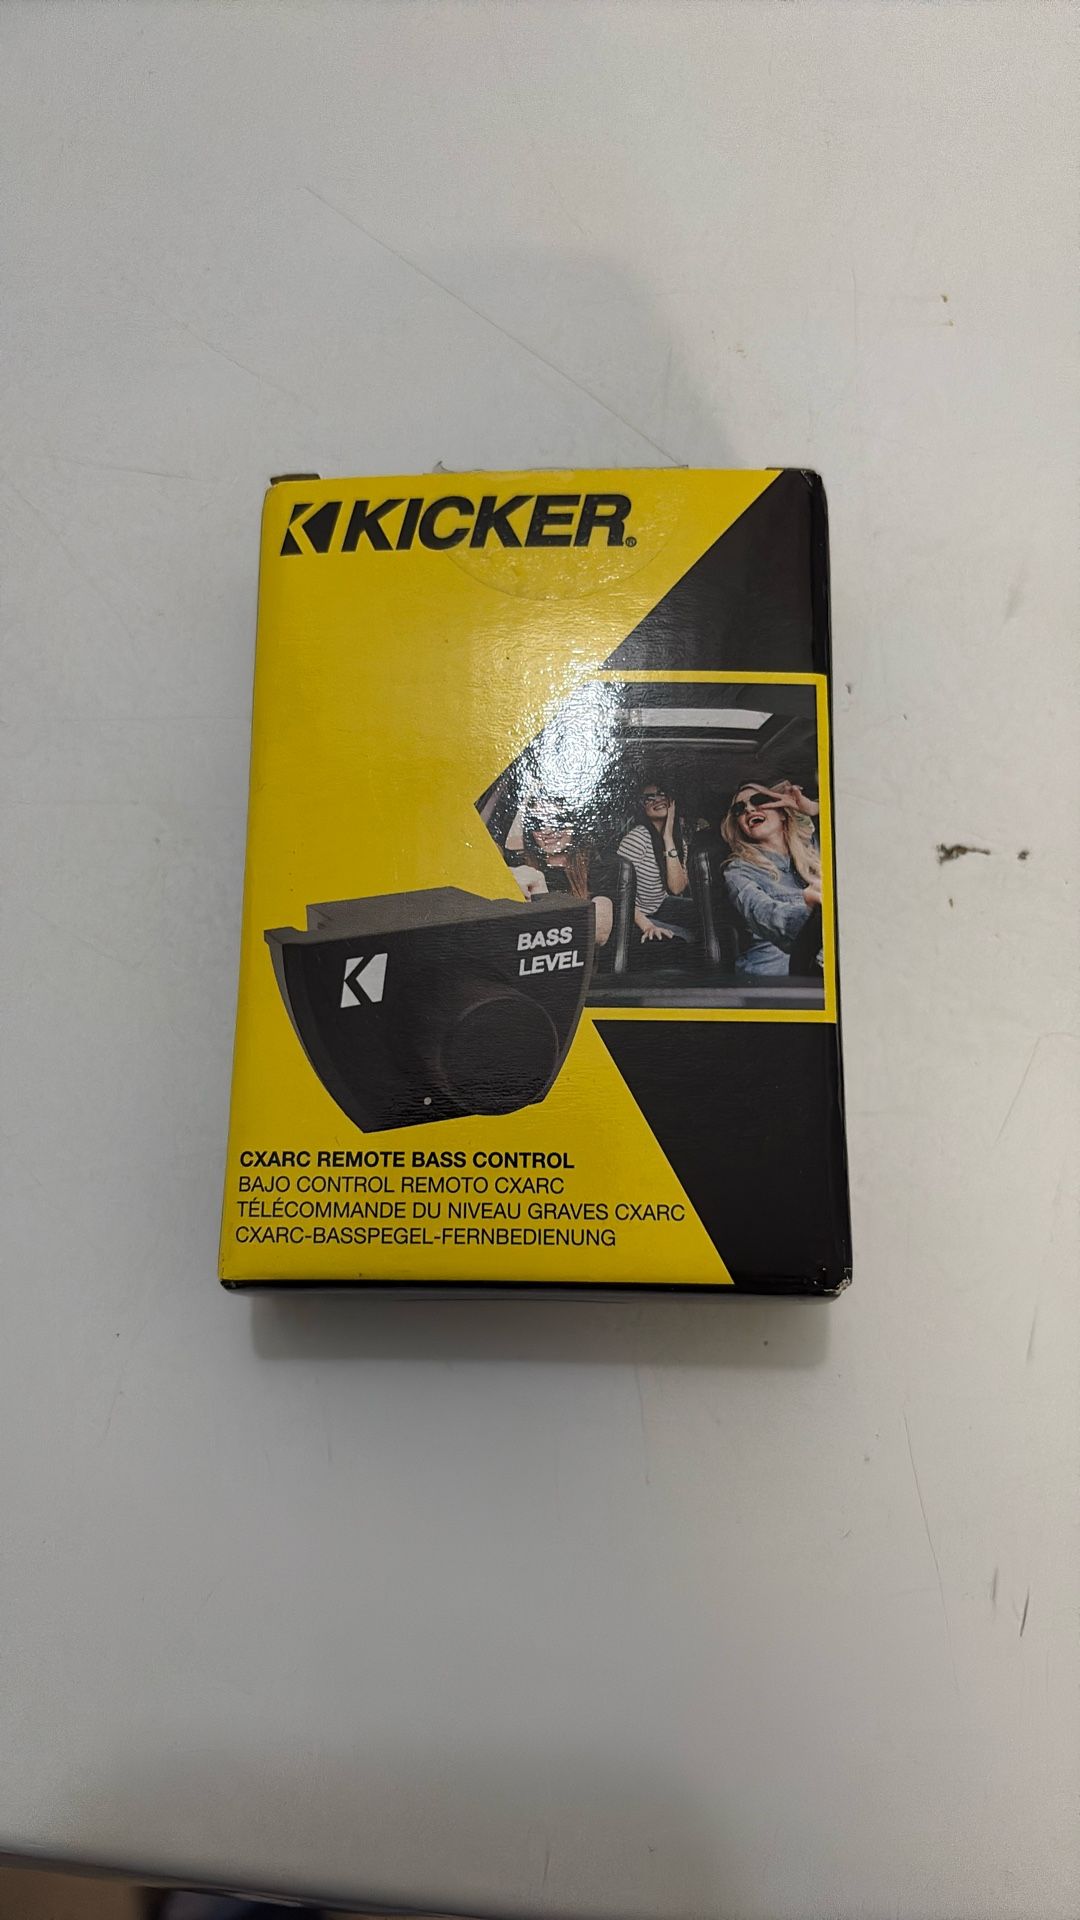 KICKER®
BASS
LEVEL
CXARC REMOTE BASS CONTROL
BAJO CONTROL REMOTO CXARC
TÉLÉCOMMANDE DU NIVEAU GRAVES CXARC
CXARC-BASSPEGEL-FERNBEDIENUNG